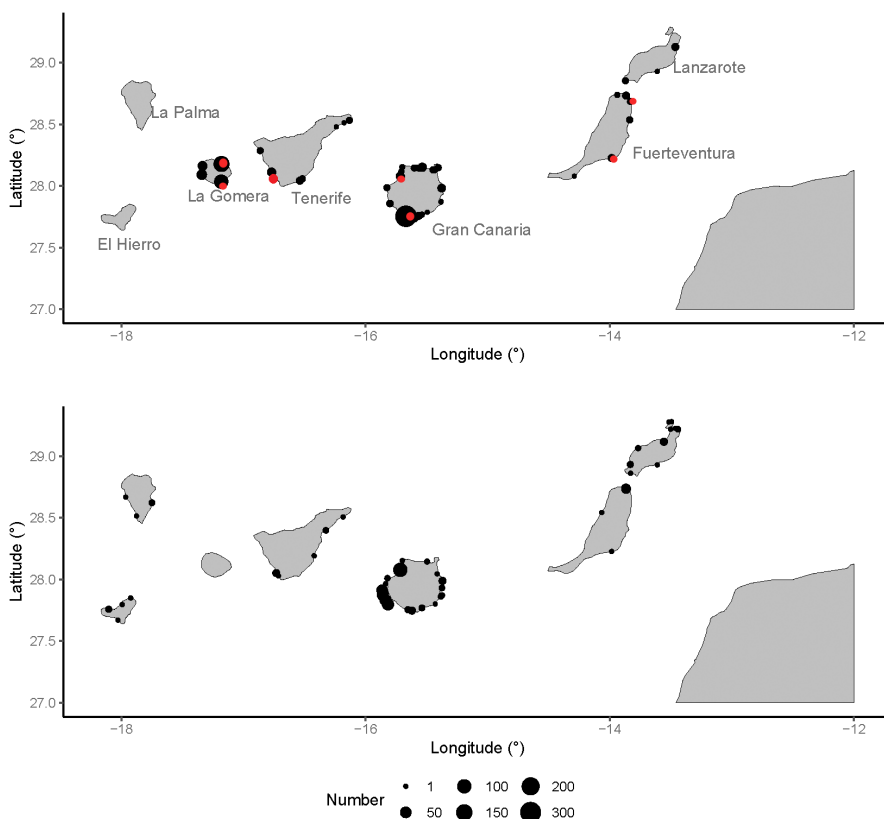 29.0
28.5
28.0
27.5
27.0
Latitude (°)
Lanzarote
La Palma
Fuerteventura
La Gomera
Tenerife
Gran Canaria
El Hierro
−18
−16
−14
−12
Longitude (°)
29.0
28.5
28.0
27.5
27.0
Latitude (°)
−18
−16
−14
−12
Longitude (°)
Number
1 100 200
50 150 300